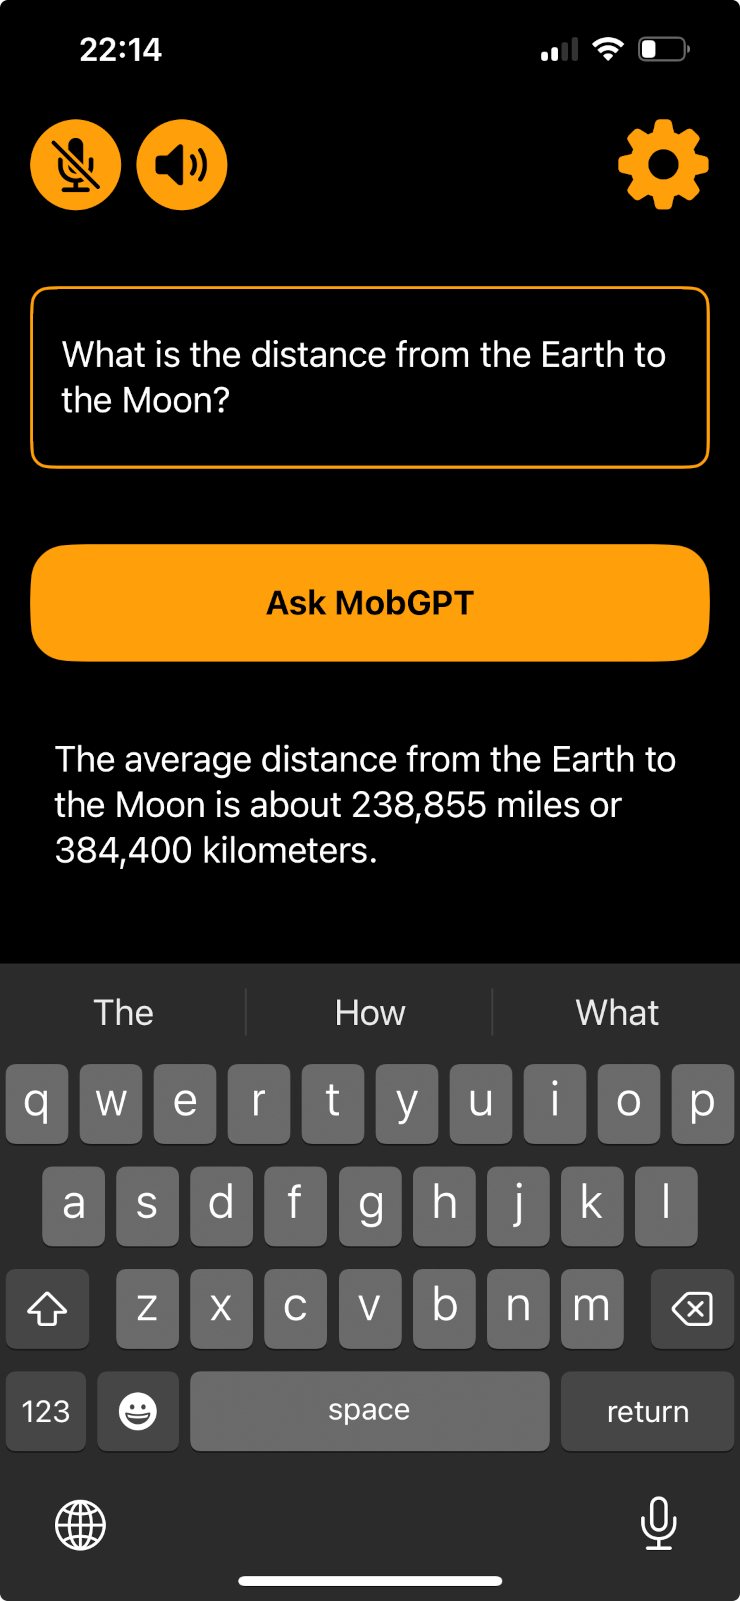 22:14
What is the distance from the Earth to
the Moon?
Ask MobGPT
The average distance from the Earth to
the Moon is about 238,855 miles or
384,400 kilometers.
The How What
q w e r t y u i o p
a s d f g h j k l
z x c v b n m
123 space return